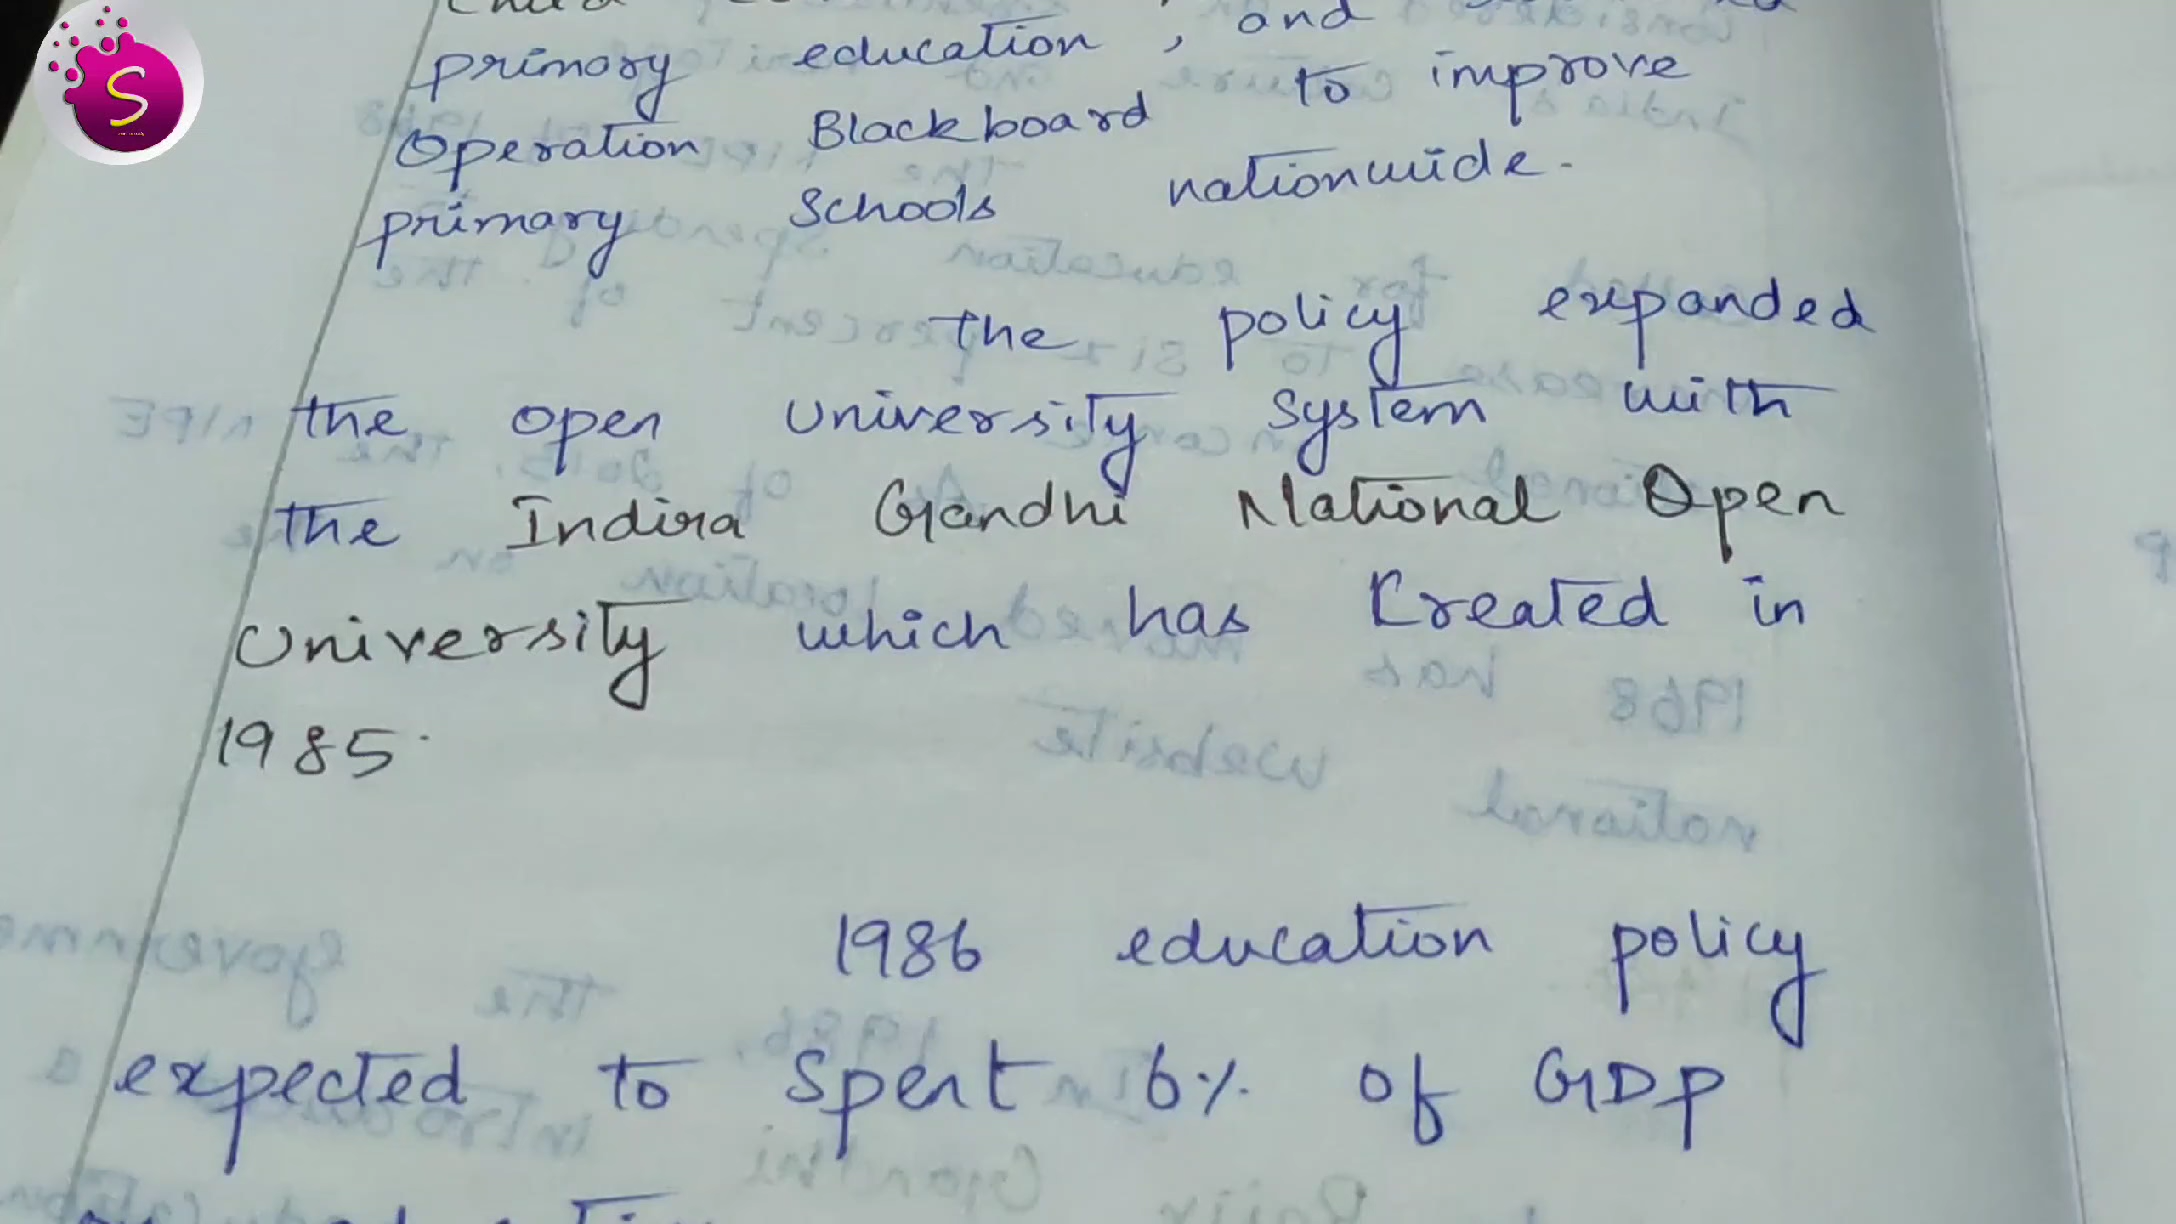 primary education, and
Operation Blackboard to improve
primary Schools nationwide.
the policy expanded
the open University System with
the Indira Gandhi National Open
University which has Created in
1985.
1986 education policy
expected to Spent 6% of GDP
S